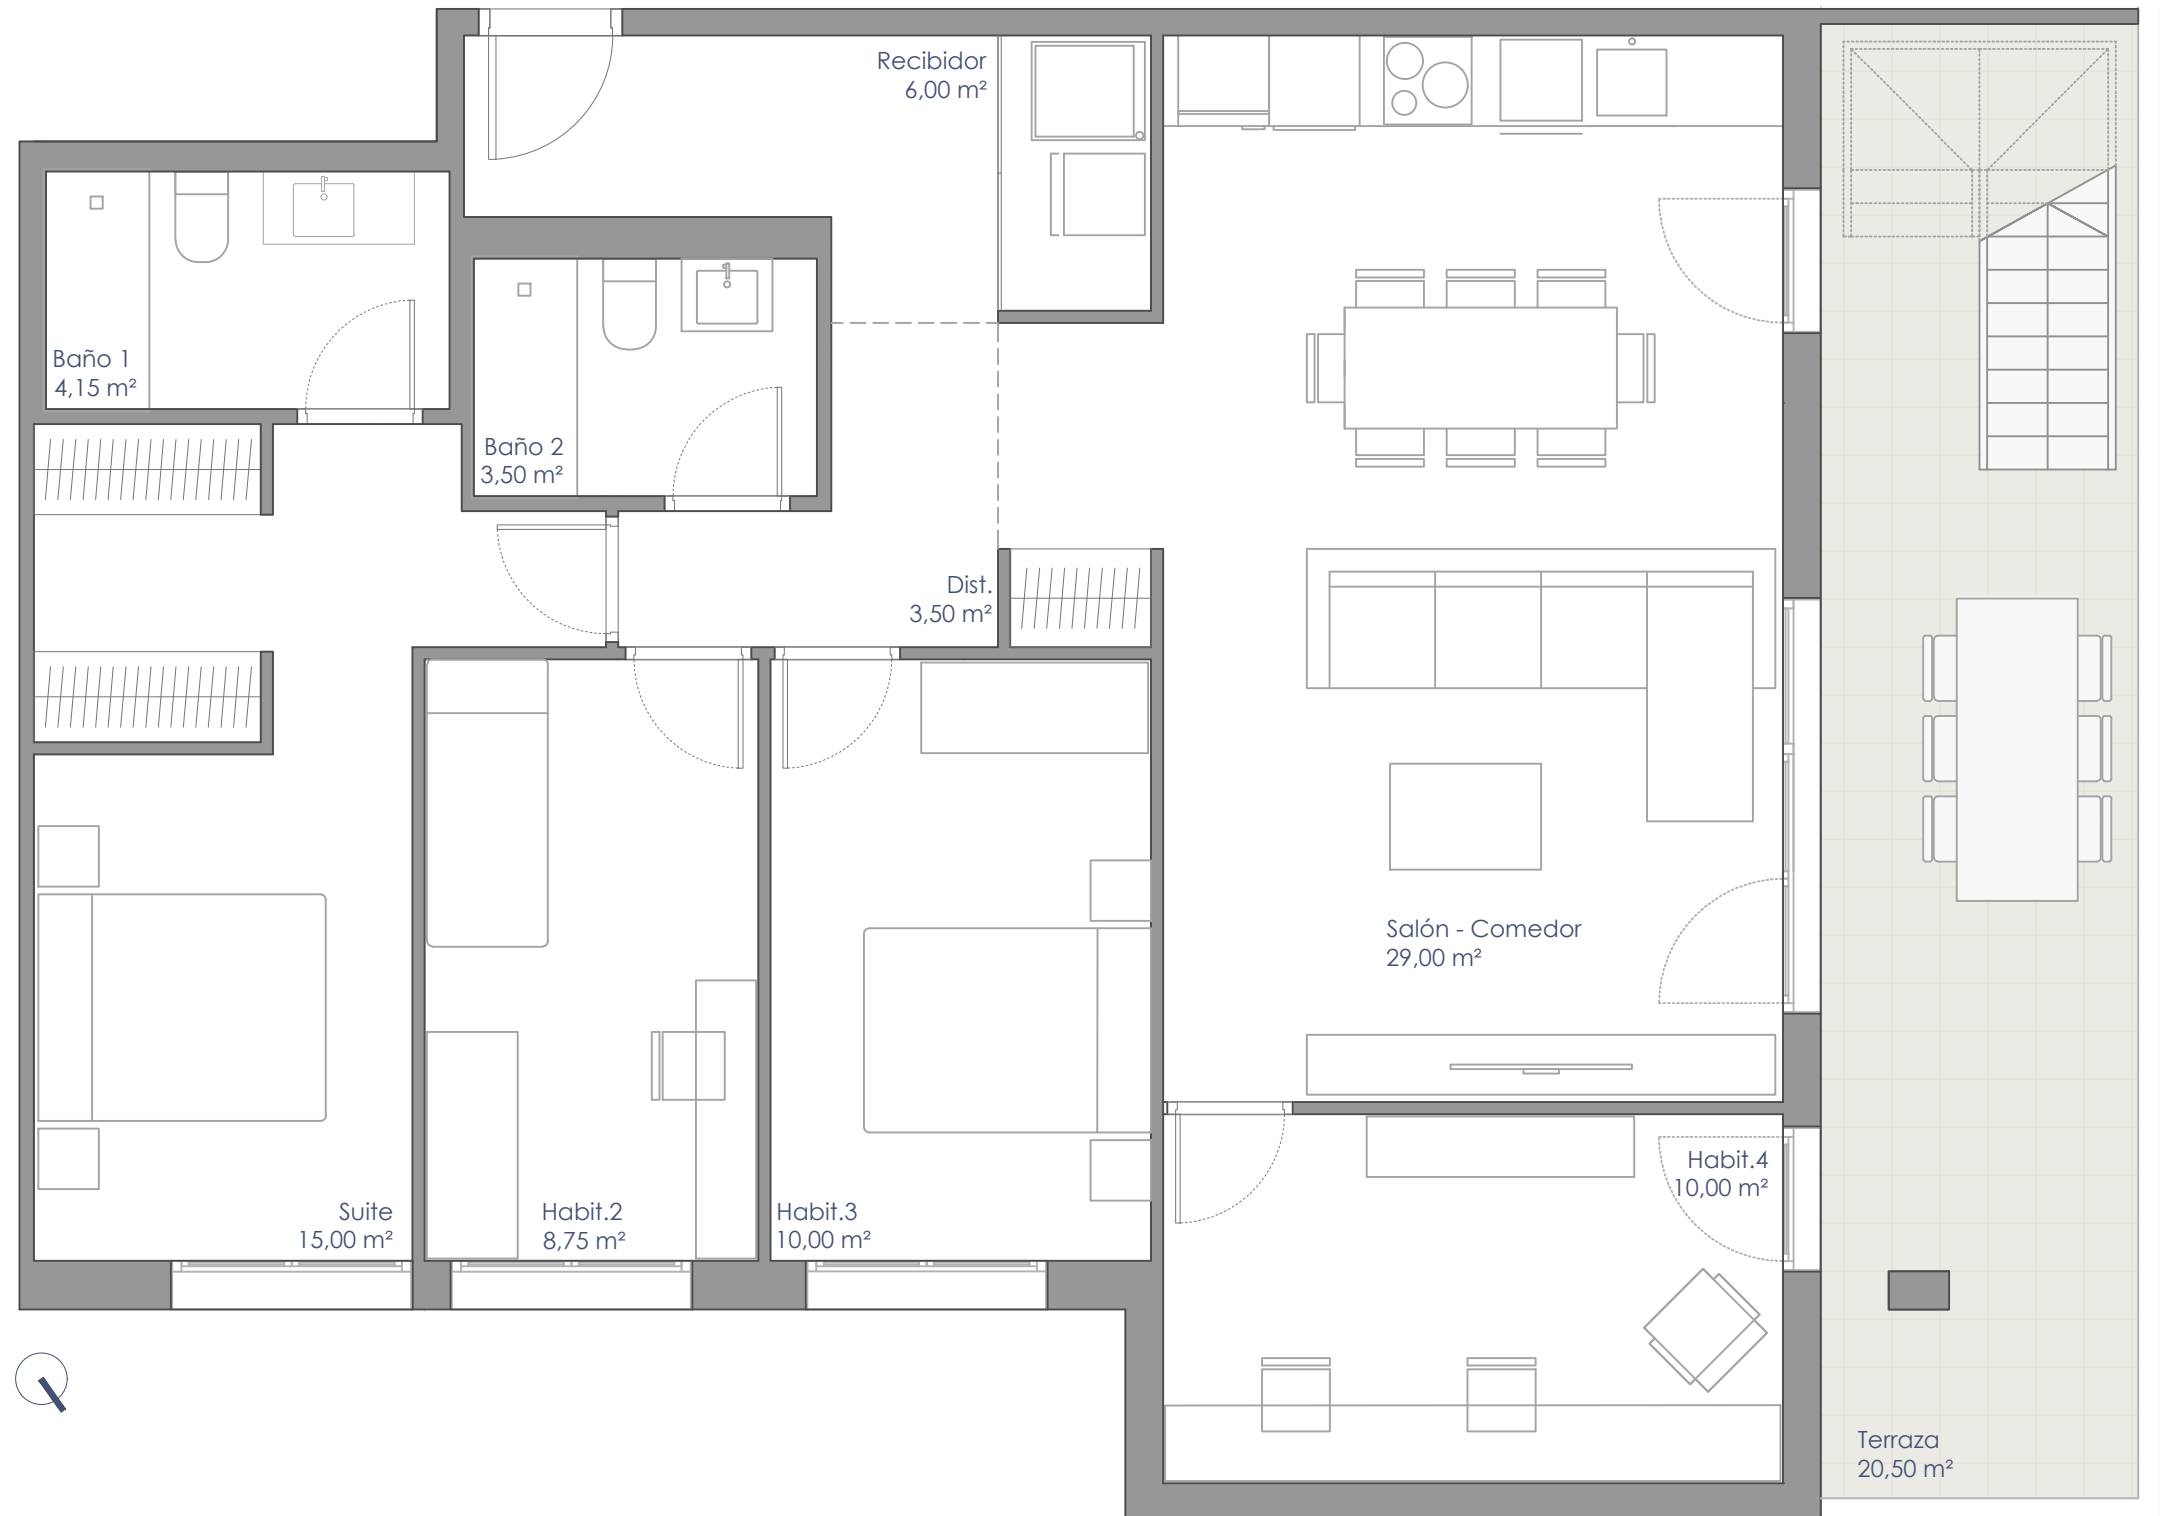 Recibidor
6,00 m²
Baño 1
4,15 m²
Baño 2
3,50 m²
Dist.
3,50 m²
Salón - Comedor
29,00 m²
Habit.4
10,00 m²
Suite
15,00 m²
Habit.2
8,75 m²
Habit.3
10,00 m²
Terraza
20,50 m²